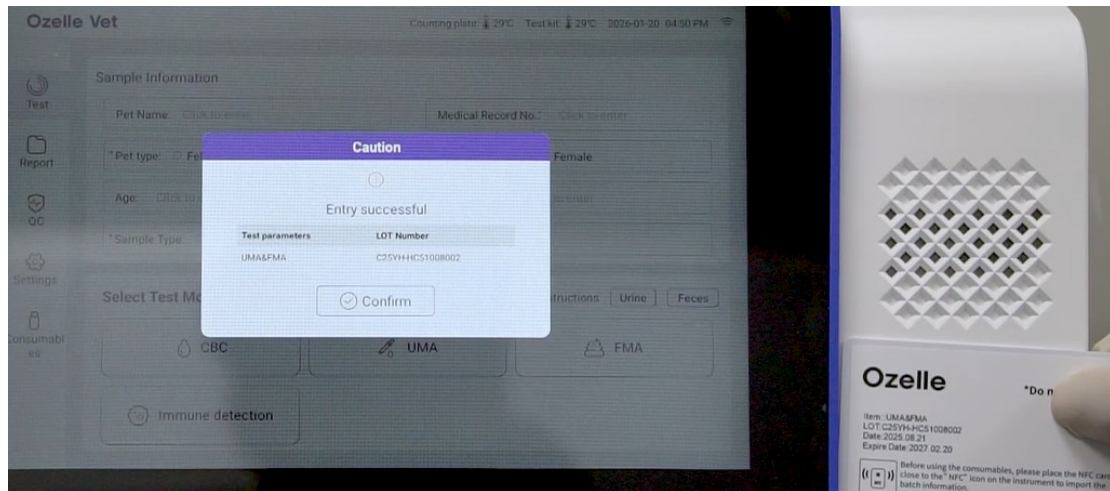 Ozelle Vet
Counting plate: 29℃ Test kit: 29℃ 2026-01-20 04:50 PM
Sample Information
Test
Pet Name: Click to enter
Medical Record No.: Click to enter
Report
*Pet type: Fel
Female
Age: Click to
QC
*Sample Type
Settings
Consumabl
es
Caution
Entry successful
Test parameters LOT Number
UMA&FMA C25YH-HC51008002
Confirm
Select Test Mo
tructions Urine Feces
CBC UMA FMA
Immune detection
Ozelle
*Do n
Item: UMA&FMA
LOT:C25YH-HC51008002
Date:2025.08.21
Expire Date:2027.02.20
Before using the consumables, please place the NFC car
close to the "NFC" icon on the instrument to import the
batch information.